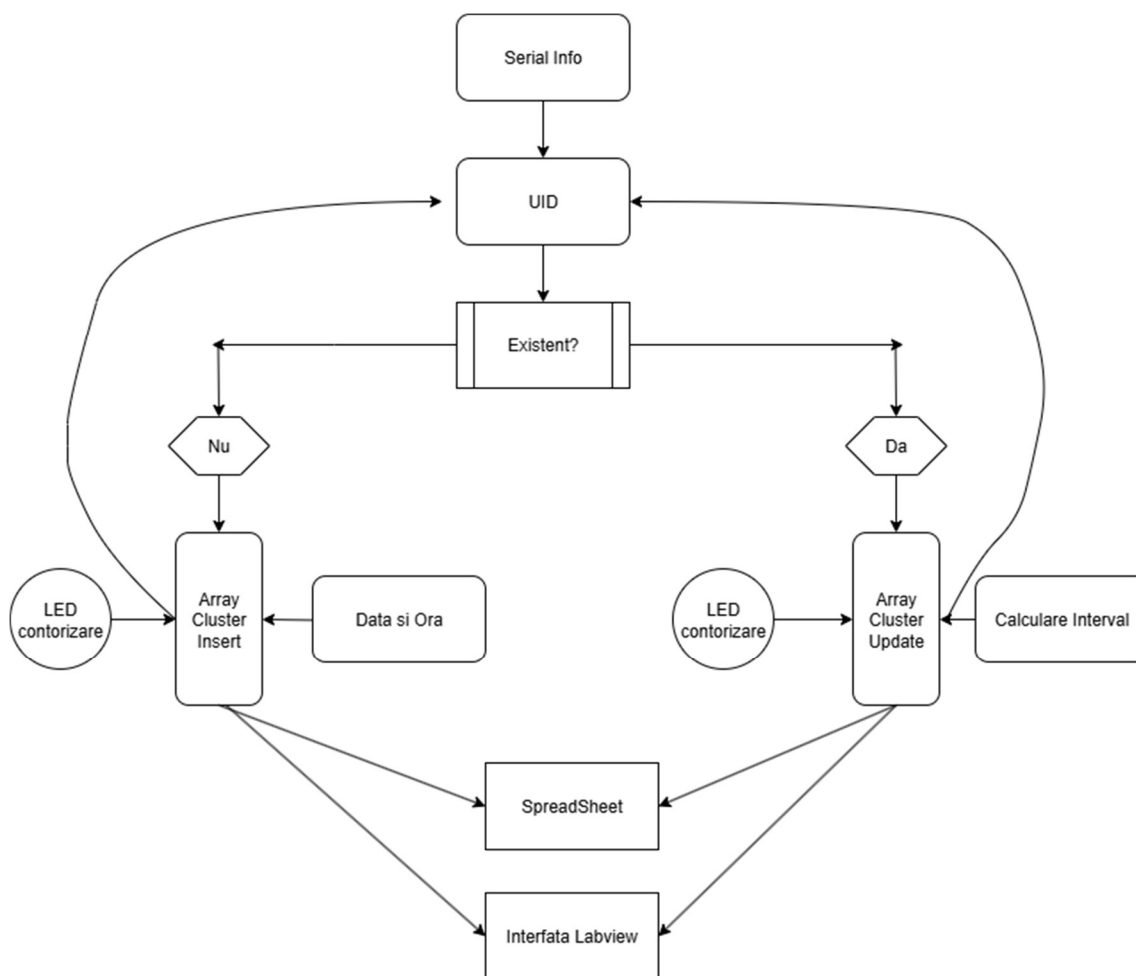 Serial Info
UID
Existent?
Nu
Da
LED
contorizare
Array
Cluster
Insert
Data si Ora
LED
contorizare
Array
Cluster
Update
Calculare Interval
SpreadSheet
Interfata Labview